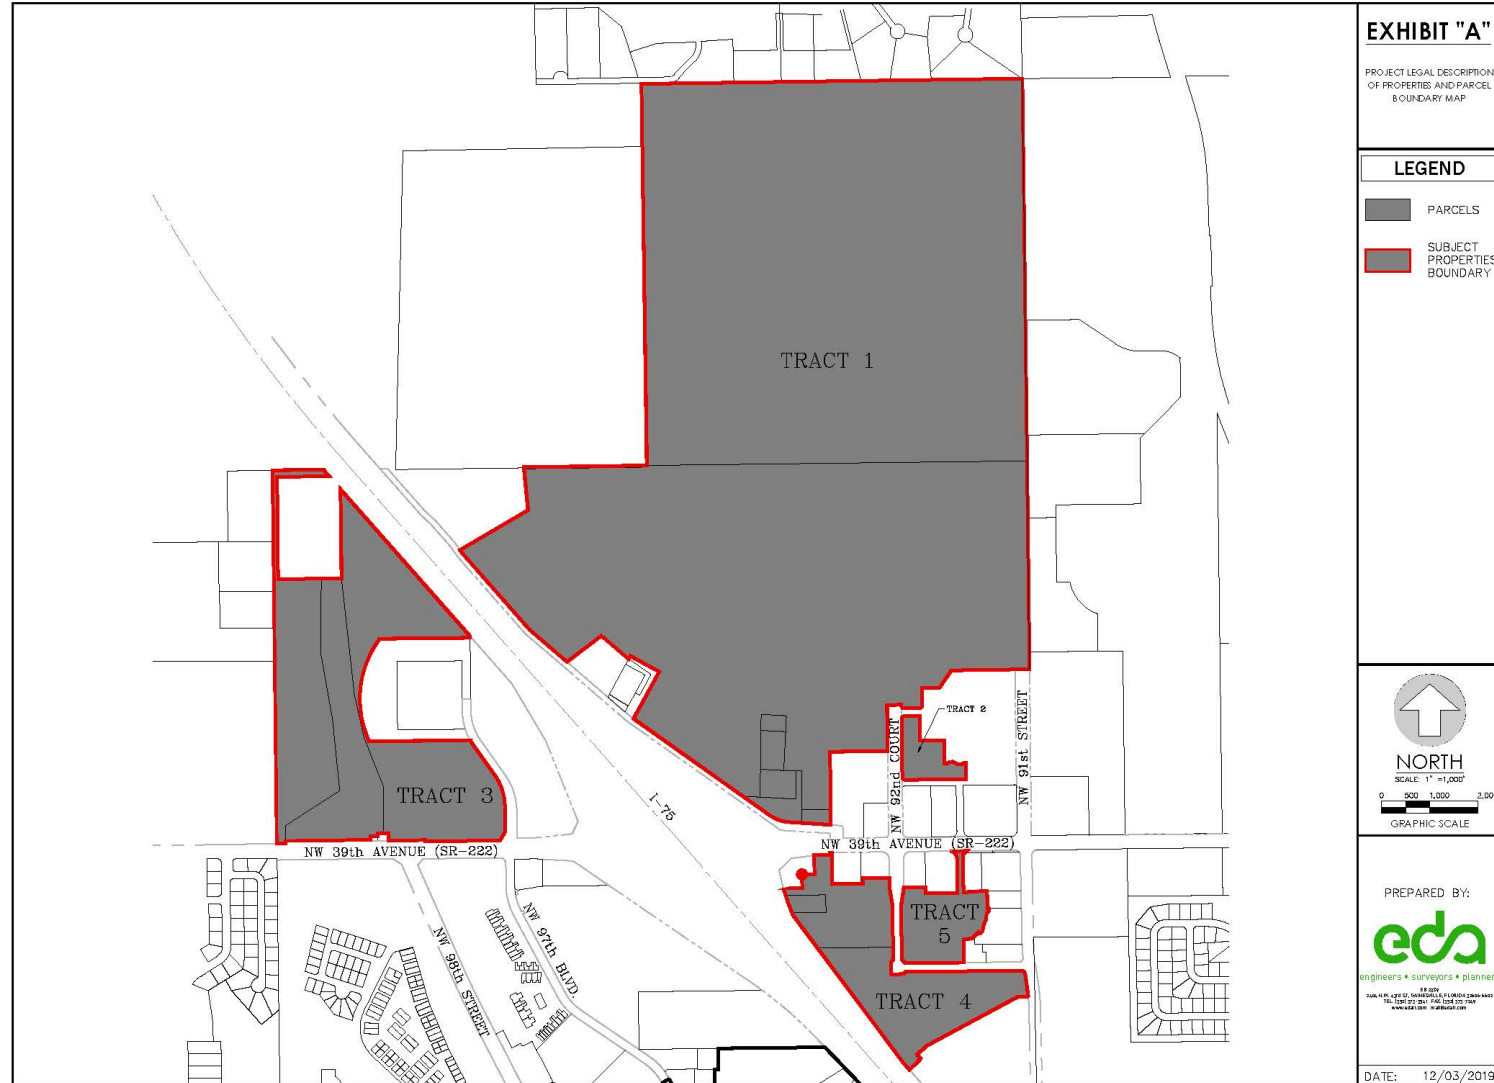 EXHIBIT "A"
PROJECT LEGAL DESCRIPTION
OF PROPERTIES AND PARCEL
BOUNDARY MAP
LEGEND
PARCELS
SUBJECT
PROPERTIES
BOUNDARY
TRACT 1
TRACT 2
NW 92nd COURT
NW 91st STREET
TRACT 3
I-75
NW 39th AVENUE (SR-222)
NW 39th AVENUE (SR-222)
TRACT
5
TRACT 4
NW 98th STREET
NW 97th BLVD.
NORTH
SCALE: 1" =1,000'
0 500 1,000 2,00
GRAPHIC SCALE
PREPARED BY:
eda
engineers • surveyors • planner
DATE: 12/03/2019